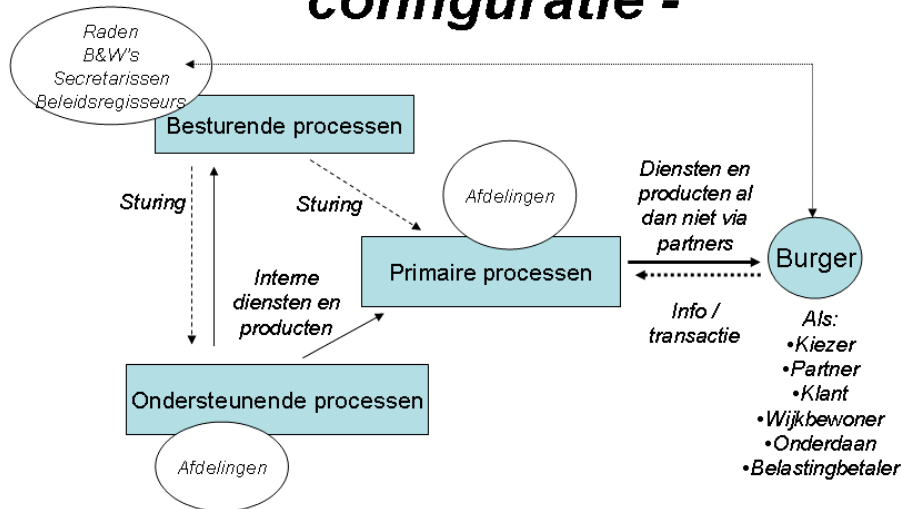 configuratie -
Raden
B&W's
Secretarissen
Beleidsregisseurs
Besturende processen
Sturing
Sturing
Afdelingen
Diensten en
producten al
dan niet via
partners
Primaire processen
Burger
Interne
diensten en
producten
Info /
transactie
Als:
•Kiezer
•Partner
•Klant
•Wijkbewoner
•Onderdaan
•Belastingbetaler
Ondersteunende processen
Afdelingen